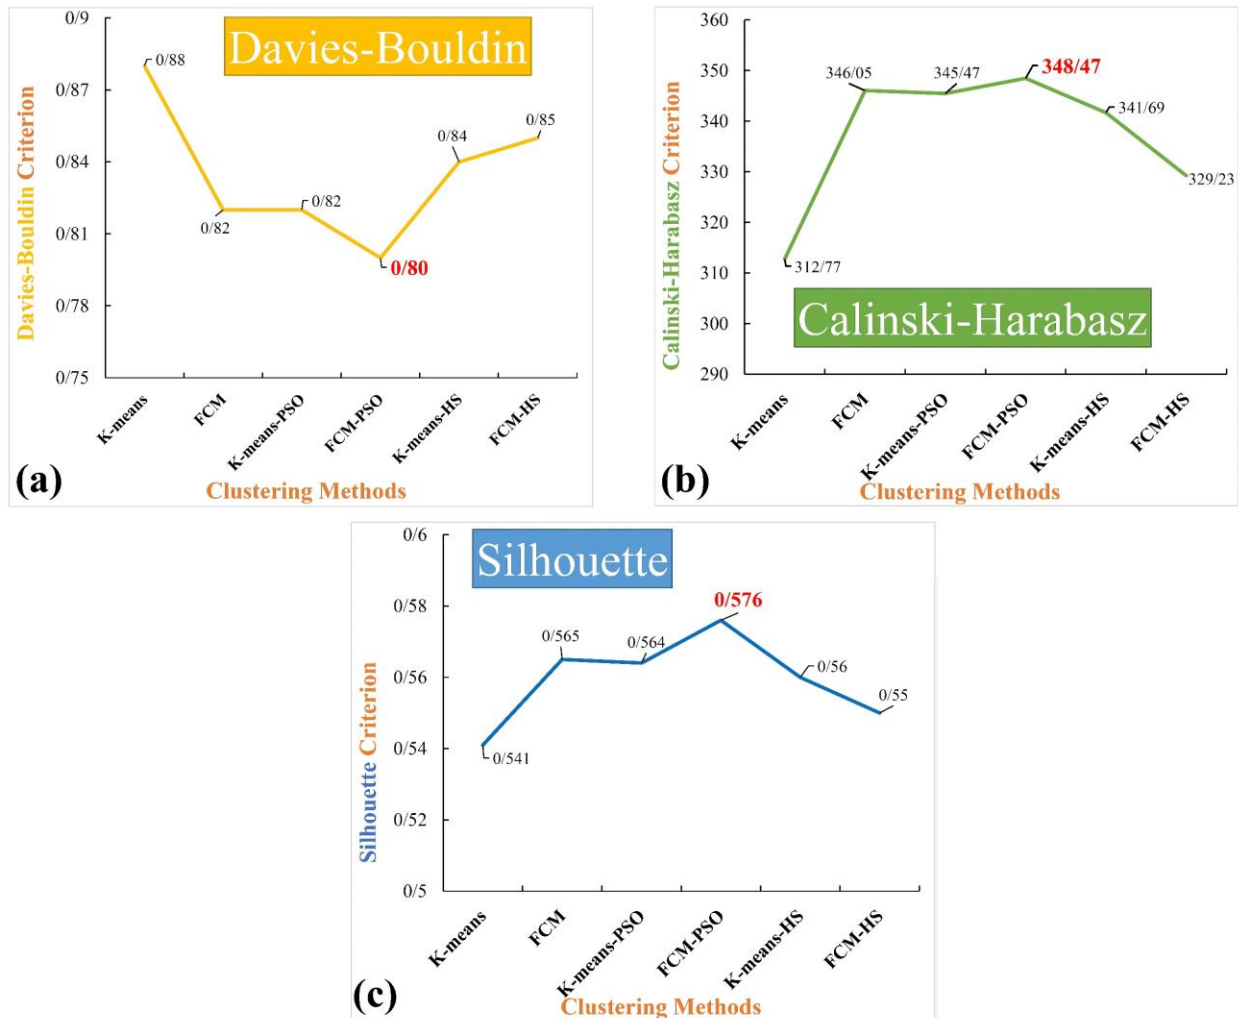 Davies-Bouldin
Davies-Bouldin Criterion
0/9
0/87
0/84
0/81
0/78
0/75
0/88
0/82
0/82
0/80
0/84
0/85
K-means
FCM
K-means-PSO
FCM-PSO
K-means-HS
FCM-HS
(a)
Clustering Methods
Calinski-Harabasz Criterion
360
350
340
330
320
310
300
290
312/77
346/05
345/47
348/47
341/69
329/23
Calinski-Harabasz
K-means
FCM
K-means-PSO
FCM-PSO
K-means-HS
FCM-HS
(b)
Clustering Methods
Silhouette
Silhouette Criterion
0/6
0/58
0/56
0/54
0/52
0/5
0/541
0/565
0/564
0/576
0/56
0/55
K-means
FCM
K-means-PSO
FCM-PSO
K-means-HS
FCM-HS
(c)
Clustering Methods